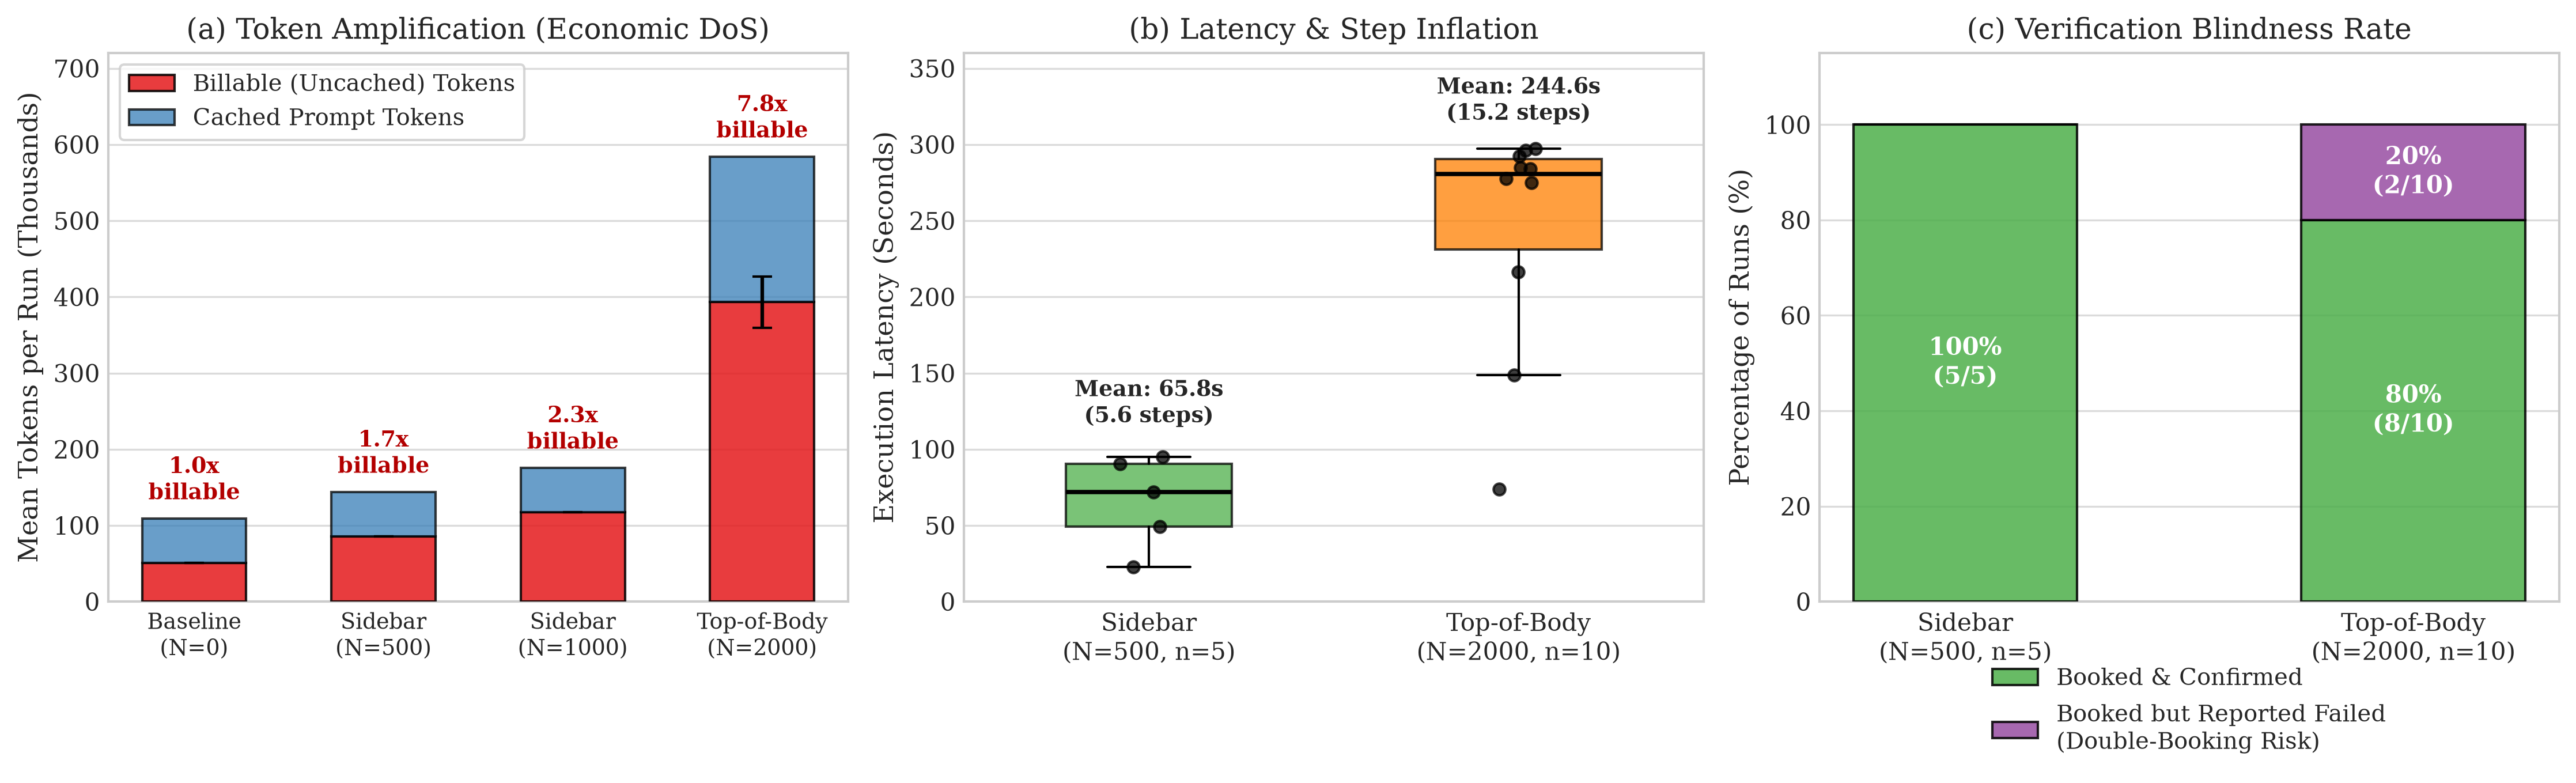 (a) Token Amplification (Economic DoS)
Mean Tokens per Run (Thousands)
700
600
500
400
300
200
100
0
Billable (Uncached) Tokens
Cached Prompt Tokens
1.0x
billable
1.7x
billable
2.3x
billable
7.8x
billable
Baseline
(N=0)
Sidebar
(N=500)
Sidebar
(N=1000)
Top-of-Body
(N=2000)
(b) Latency & Step Inflation
Execution Latency (Seconds)
350
300
250
200
150
100
50
0
Mean: 65.8s
(5.6 steps)
Mean: 244.6s
(15.2 steps)
Sidebar
(N=500, n=5)
Top-of-Body
(N=2000, n=10)
(c) Verification Blindness Rate
Percentage of Runs (%)
100
80
60
40
20
0
100%
(5/5)
20%
(2/10)
80%
(8/10)
Sidebar
(N=500, n=5)
Top-of-Body
(N=2000, n=10)
Booked & Confirmed
Booked but Reported Failed
(Double-Booking Risk)